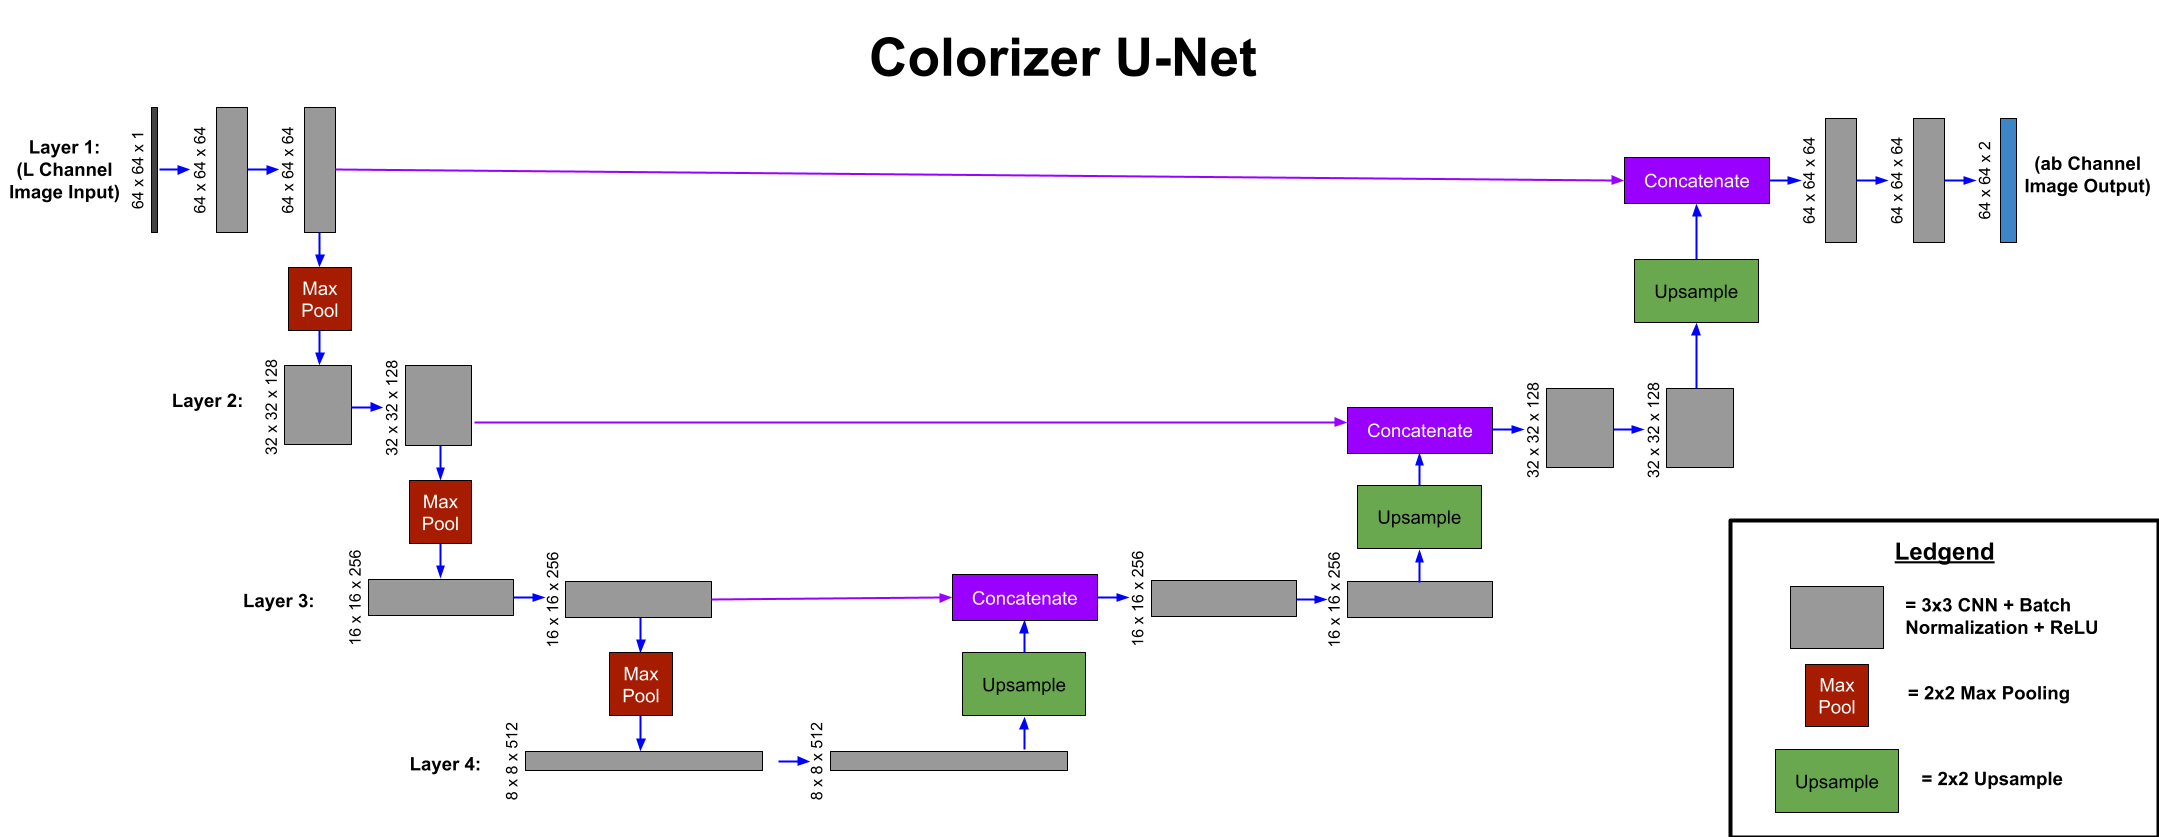 Colorizer U-Net
Layer 1:
(L Channel
Image Input)
64 x 64 x 1
64 x 64 x 64
64 x 64 x 64
Concatenate
64 x 64 x 64
64 x 64 x 64
64 x 64 x 2
(ab Channel
Image Output)
Max
Pool
Upsample
Layer 2:
32 x 32 x 128
32 x 32 x 128
Concatenate
32 x 32 x 128
32 x 32 x 128
Max
Pool
Upsample
Layer 3:
16 x 16 x 256
16 x 16 x 256
Concatenate
16 x 16 x 256
16 x 16 x 256
Max
Pool
Upsample
Layer 4:
8 x 8 x 512
8 x 8 x 512
Ledgend
= 3x3 CNN + Batch
Normalization + ReLU
Max
Pool
= 2x2 Max Pooling
Upsample
= 2x2 Upsample